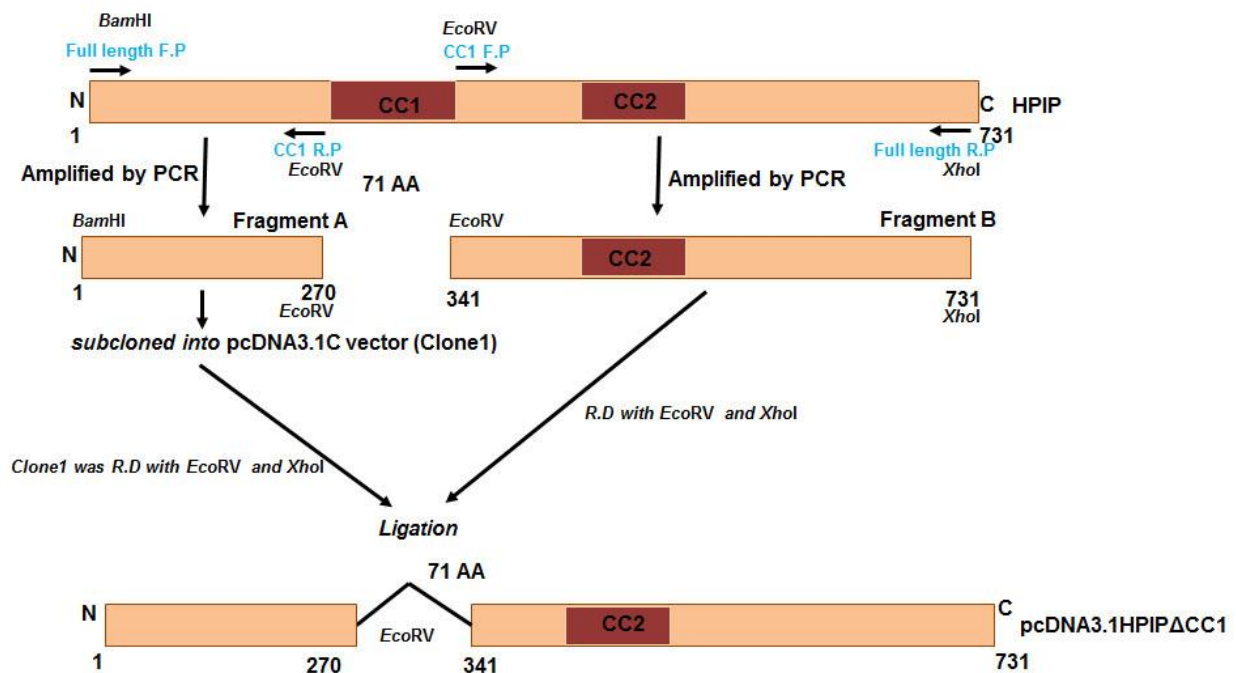 BamHI
EcoRV
Full length F.P
CC1 F.P
N
CC1
CC2
C
HPIP
1
731
CC1 R.P
Full length R.P
EcoRV
XhoI
Amplified by PCR
71 AA
Amplified by PCR
BamHI
Fragment A
EcoRV
Fragment B
N
CC2
1
270
341
731
EcoRV
XhoI
subcloned into pcDNA3.1C vector (Clone1)
R.D with EcoRV and XhoI
Clone1 was R.D with EcoRV and XhoI
Ligation
71 AA
N
CC2
C
pcDNA3.1HPIPΔCC1
EcoRV
1
270
341
731